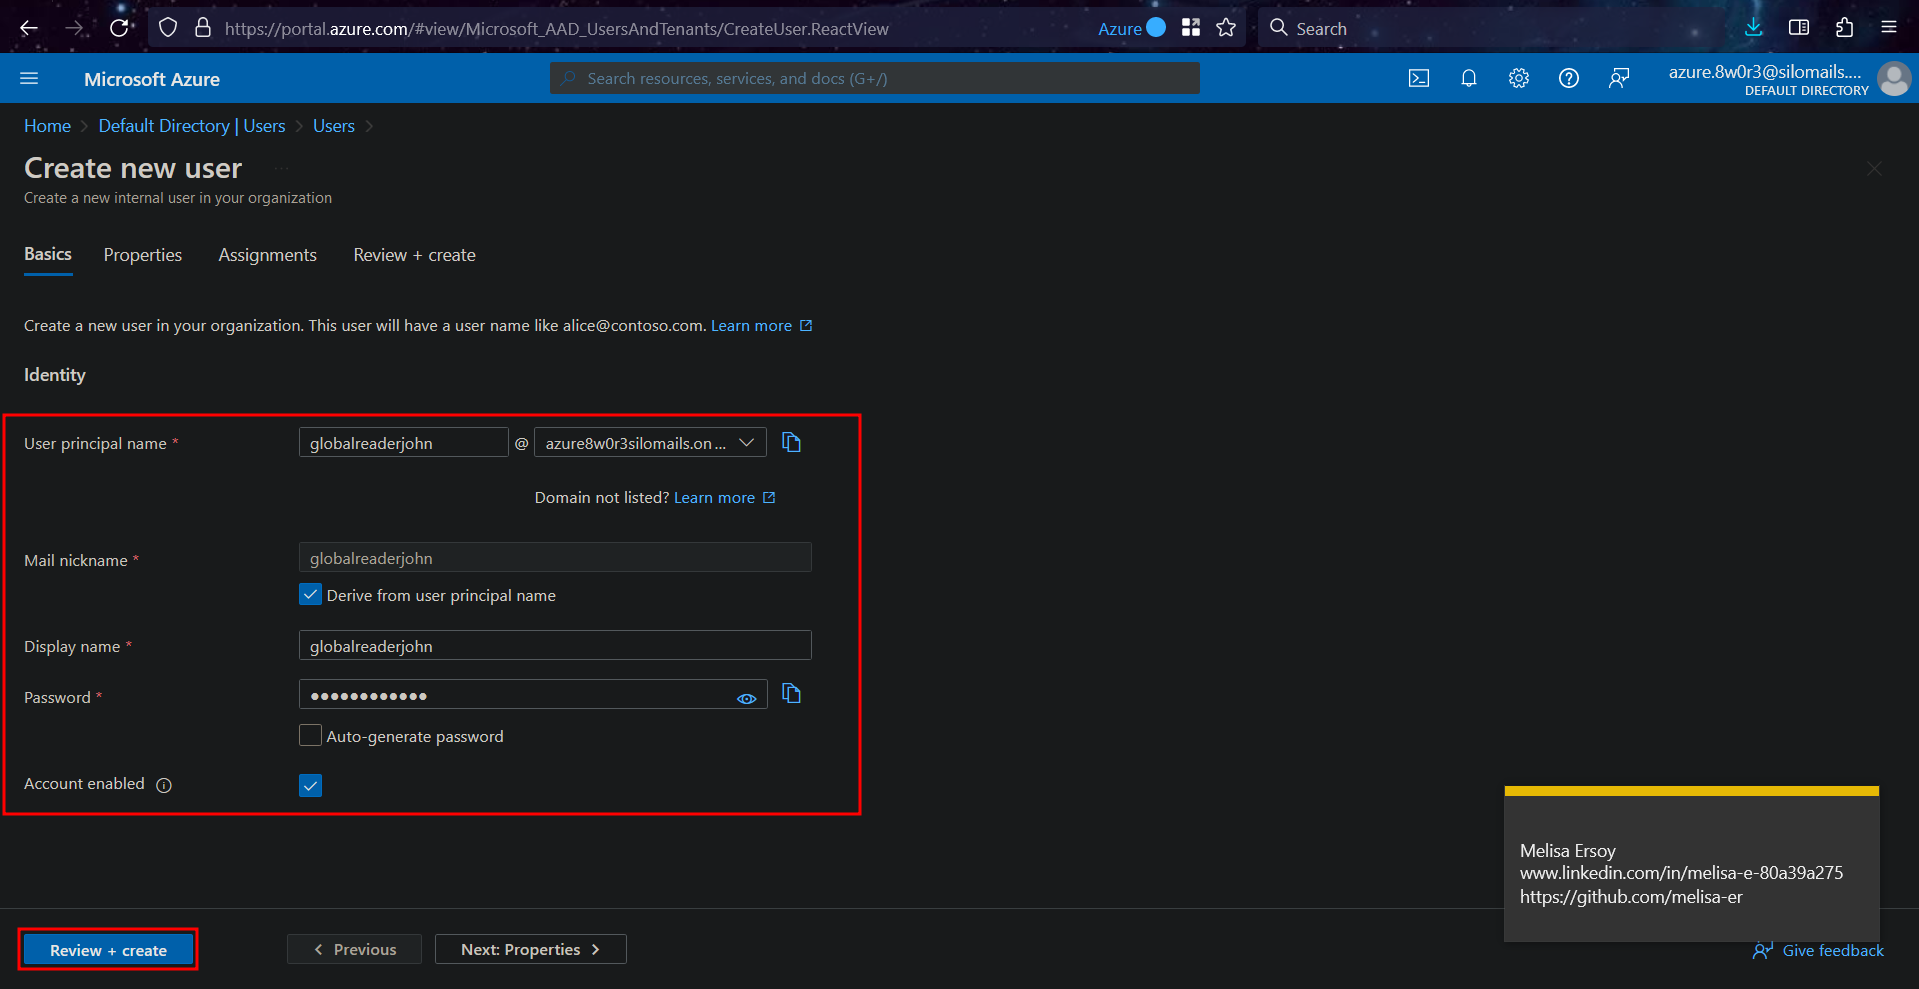 https://portal.azure.com/#view/Microsoft_AAD_UsersAndTenants/CreateUser.ReactView
Azure
Search
Microsoft Azure
Search resources, services, and docs (G+/)
azure.8w0r3@silomails....
DEFAULT DIRECTORY
Home > Default Directory | Users > Users >
Create new user ...
Create a new internal user in your organization
Basics Properties Assignments Review + create
Create a new user in your organization. This user will have a user name like alice@contoso.com. Learn more
Identity
User principal name * globalreaderjohn @ azure8w0r3silomails.on ...
Domain not listed? Learn more
Mail nickname * globalreaderjohn
Derive from user principal name
Display name * globalreaderjohn
Password * ●●●●●●●●●●●●
Auto-generate password
Account enabled
Melisa Ersoy
www.linkedin.com/in/melisa-e-80a39a275
https://github.com/melisa-er
Review + create < Previous Next: Properties > Give feedback